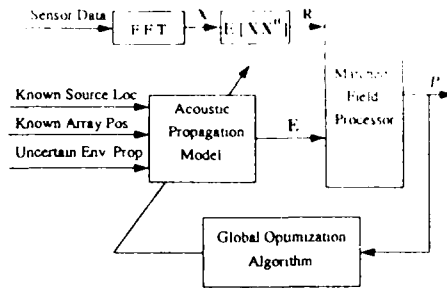 Sensor Data
FFT
X
E [XXᴴ]
R
Known Source Loc
Known Array Pos
Uncertain Env Prop
Acoustic
Propagation
Model
E
Matched
Field
Processor
P
Global Optimization
Algorithm